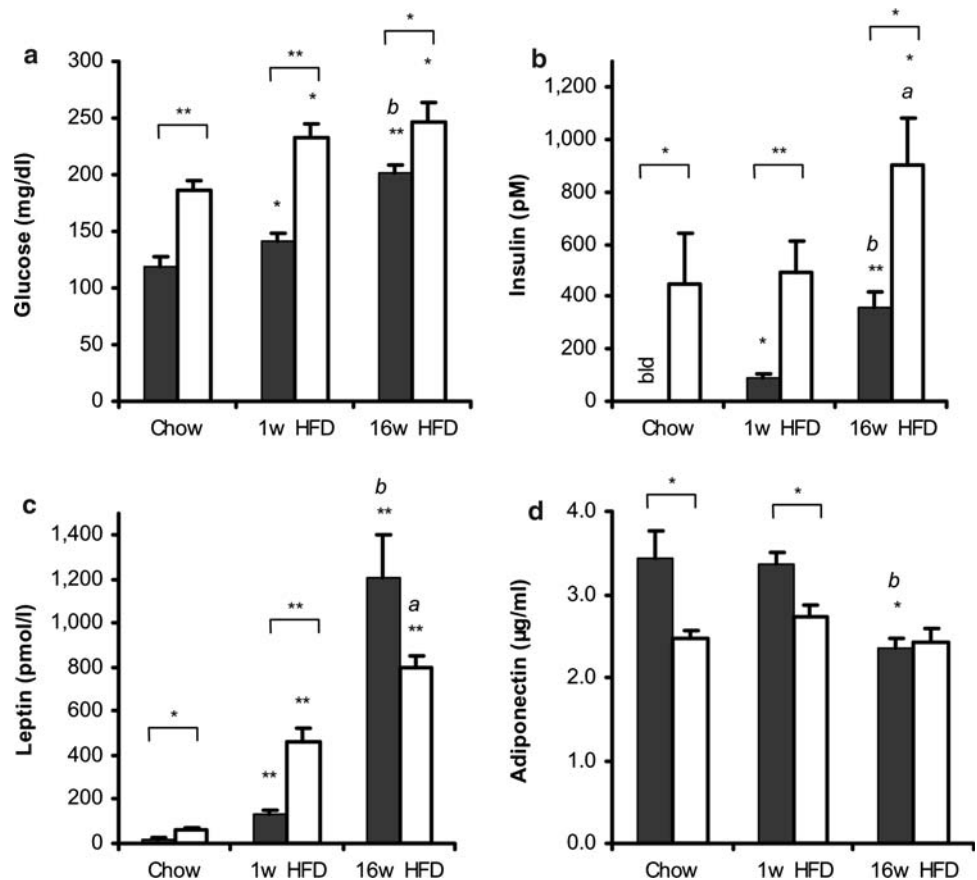 a
Glucose (mg/dl)
300
250
200
150
100
50
0
**
**
*
*
*
*
b
**
Chow
1w HFD
16w HFD
b
Insulin (pM)
1,200
1,000
800
600
400
200
0
*
**
*
*
a
b
**
*
bld
Chow
1w HFD
16w HFD
c
Leptin (pmol/l)
1,400
1,200
1,000
800
600
400
200
0
*
**
**
**
b
**
a
**
Chow
1w HFD
16w HFD
d
Adiponectin (µg/ml)
4.0
3.0
2.0
1.0
0.0
*
*
b
*
Chow
1w HFD
16w HFD